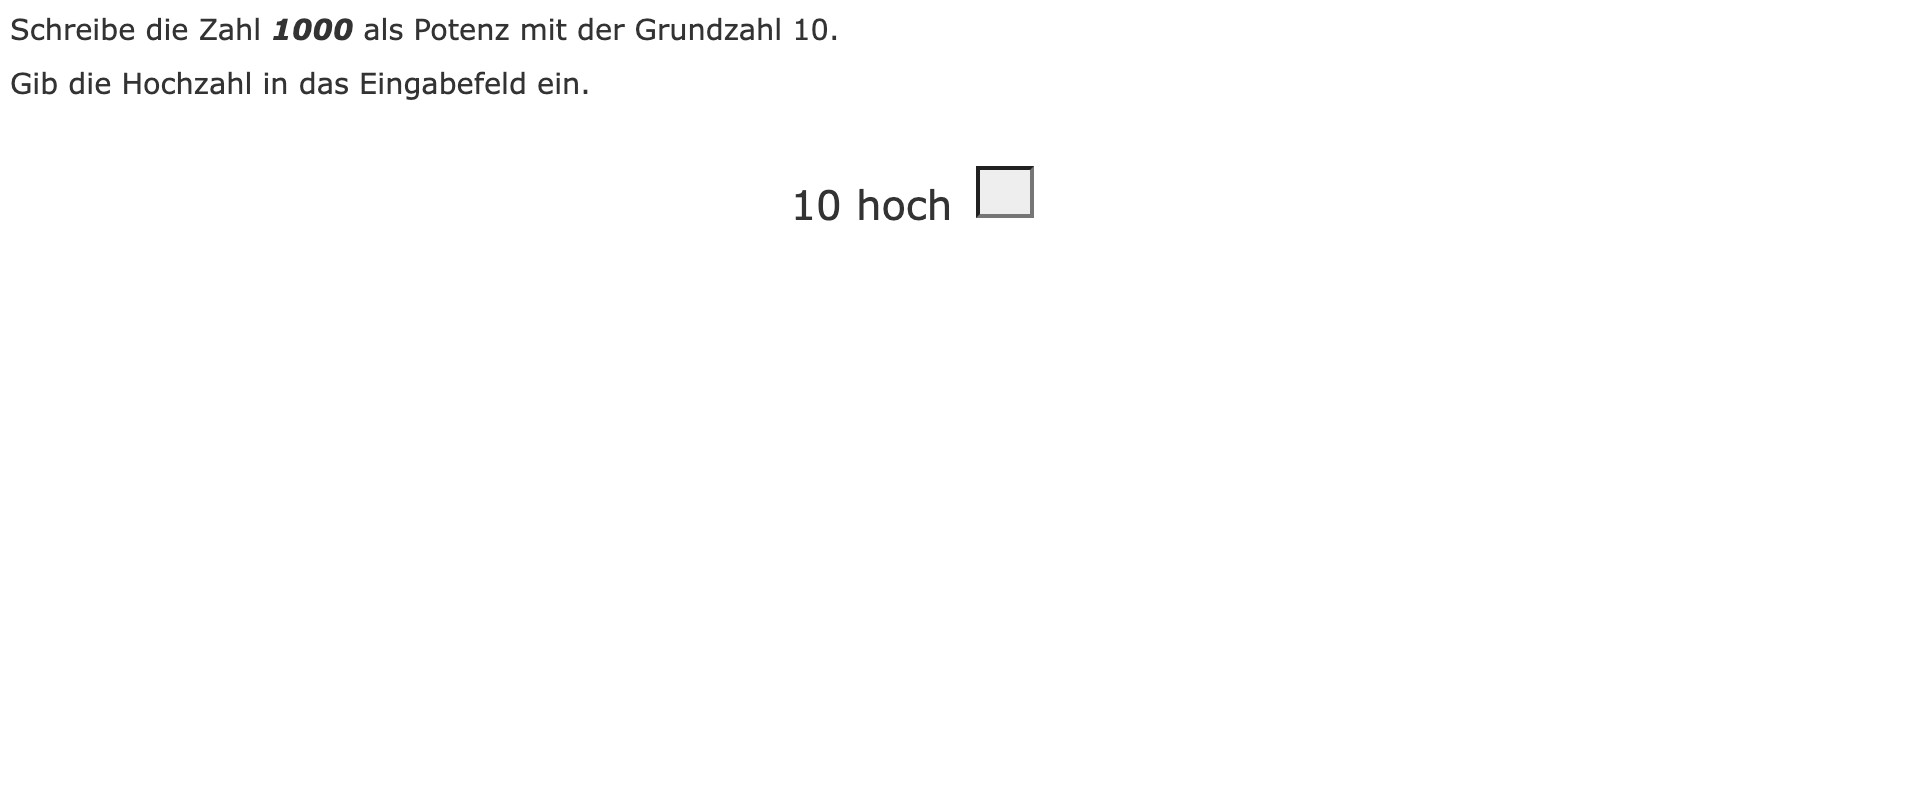 Schreibe die Zahl 1000 als Potenz mit der Grundzahl 10.
Gib die Hochzahl in das Eingabefeld ein.
10 hoch